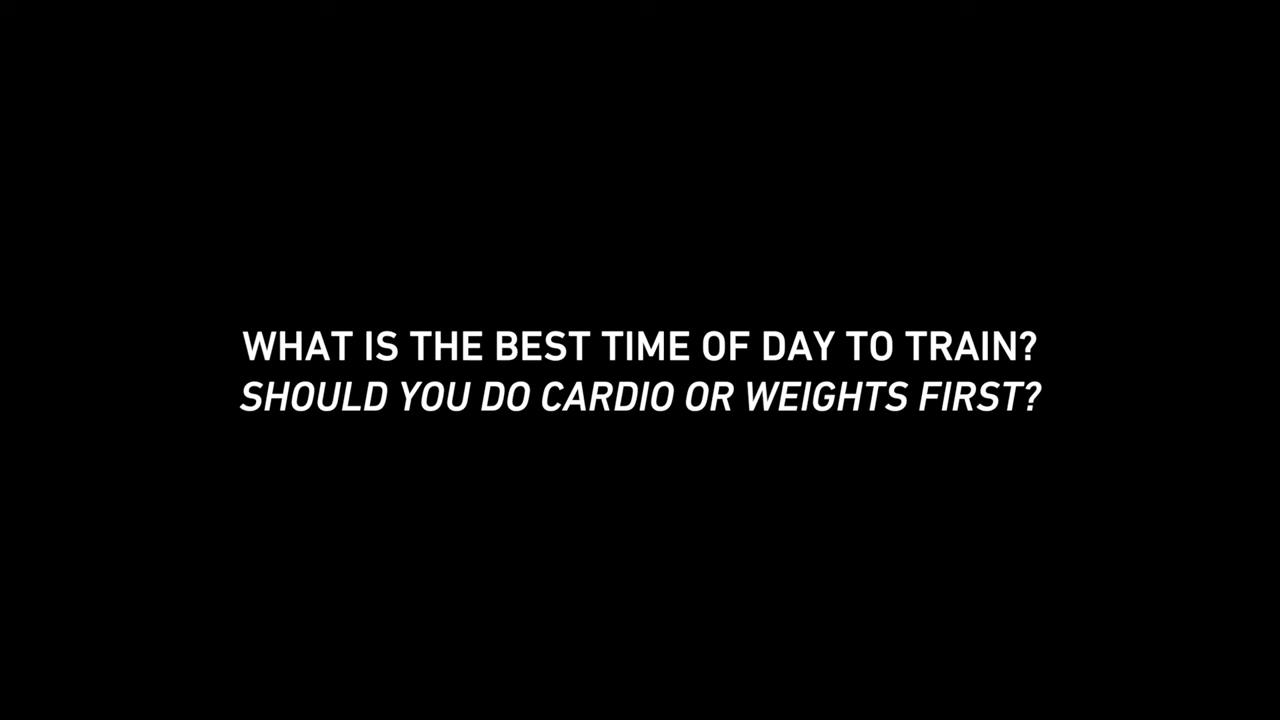 WHAT IS THE BEST TIME OF DAY TO TRAIN?
SHOULD YOU DO CARDIO OR WEIGHTS FIRST?